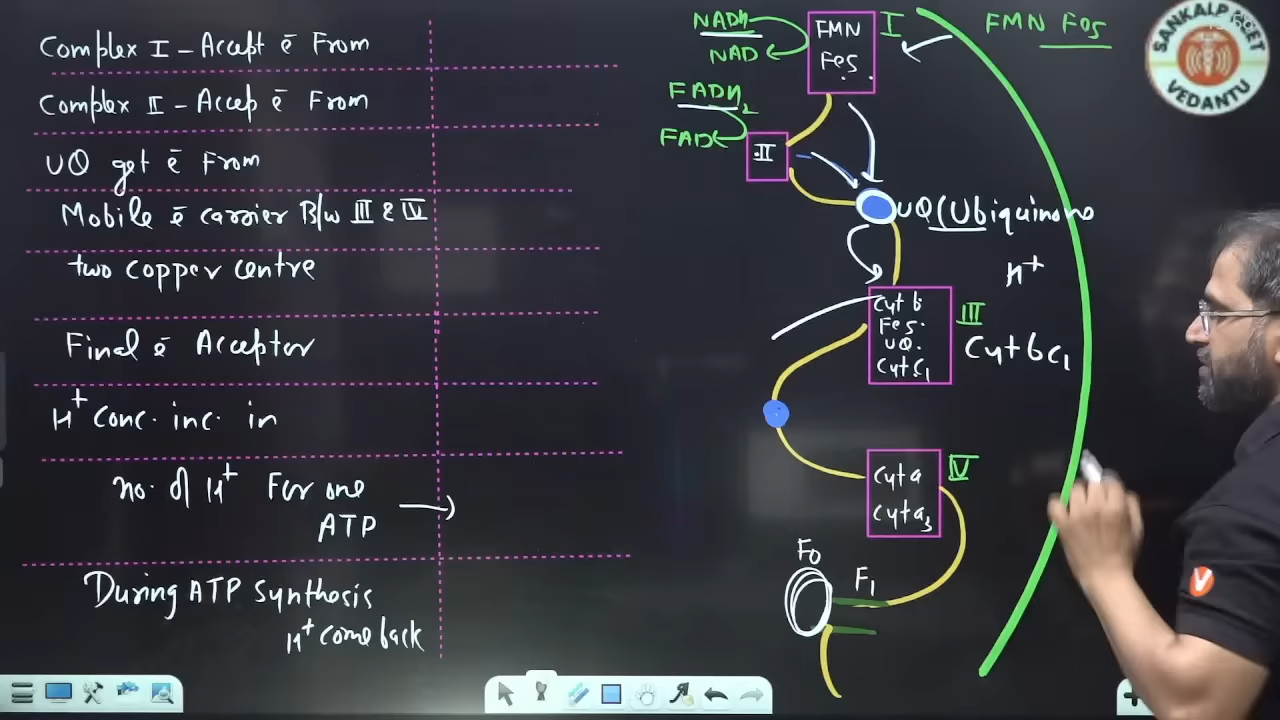 Complex I - Accept ē From
Complex II - Accep ē From
UQ get ē From
Mobile ē carrier B/w III & IV
two copper centre
Final ē Acceptor
H+ Conc. inc. in
no. of H+ For one
ATP
During ATP Synthesis
H+ come back
NADH
NAD
FMN
Fes.
I
FMN Fes
FADH2
FAD
II
UQ (Ubiquinone
H+
Cyt b
Fes.
UQ.
Cyt C1
III
Cyt bc1
Cyt a
Cyt a3
IV
F0
F1
SANKALP NEET
VEDANTU
V